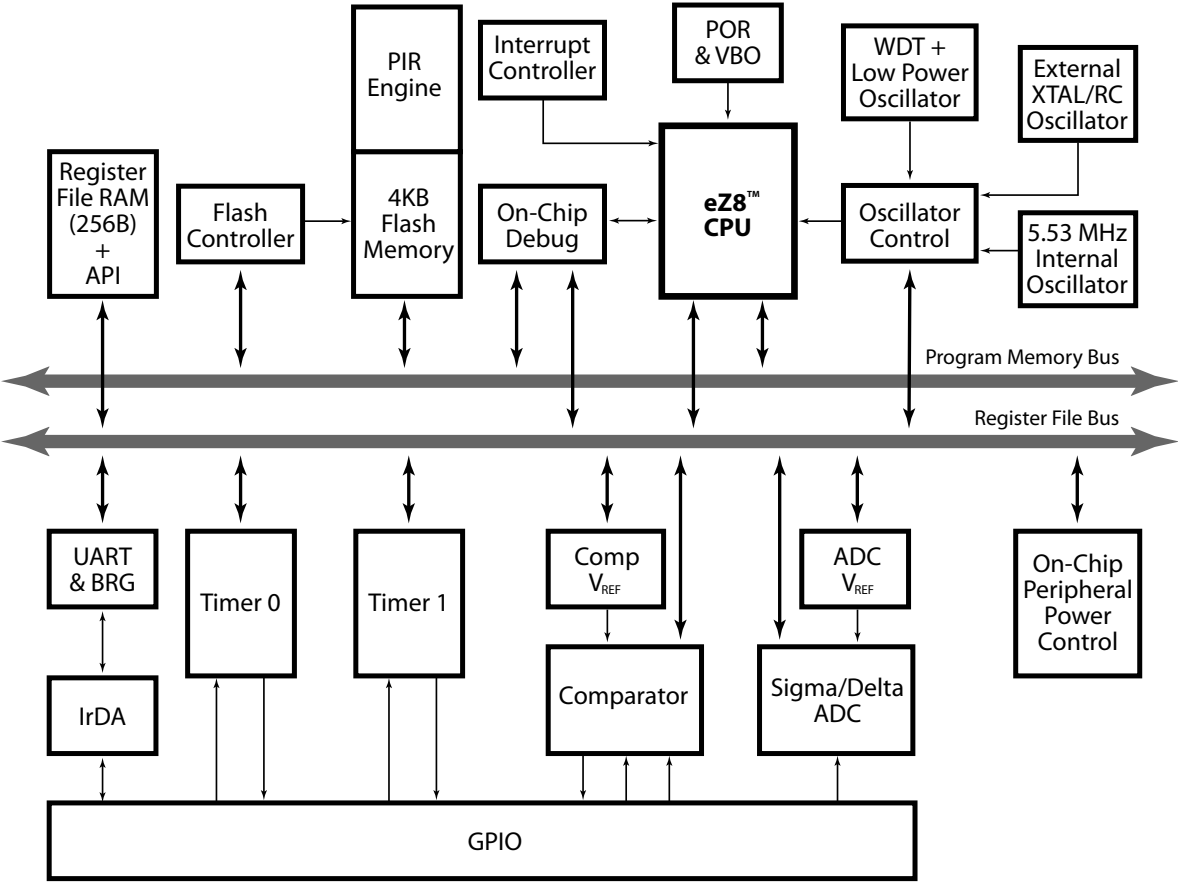 PIR
Engine
Interrupt
Controller
POR
& VBO
WDT +
Low Power
Oscillator
External
XTAL/RC
Oscillator
Register
File RAM
(256B)
+
API
Flash
Controller
4KB
Flash
Memory
On-Chip
Debug
eZ8™
CPU
Oscillator
Control
5.53 MHz
Internal
Oscillator
Program Memory Bus
Register File Bus
UART
& BRG
Timer 0
Timer 1
Comp
VREF
ADC
VREF
On-Chip
Peripheral
Power
Control
IrDA
Comparator
Sigma/Delta
ADC
GPIO